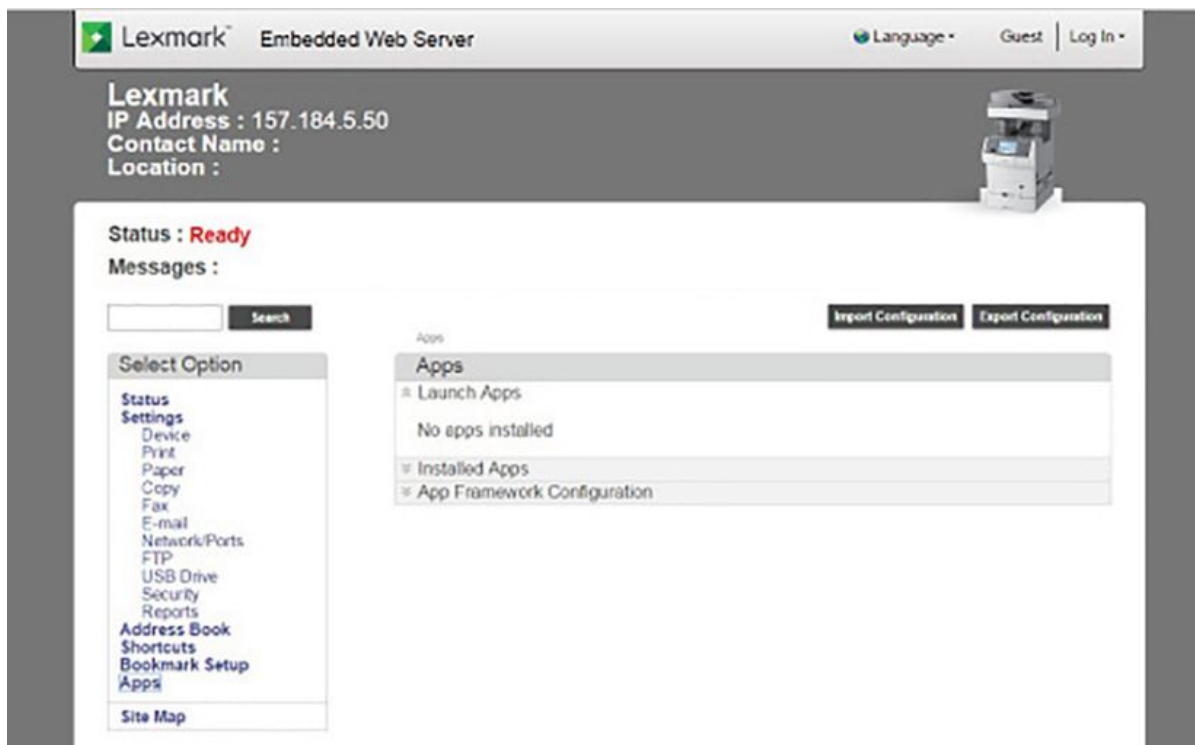 Lexmark™ Embedded Web Server Language Guest Log In
Lexmark
IP Address : 157.184.5.50
Contact Name :
Location :
Status : Ready
Messages :
Search
Import Configuration Export Configuration
Select Option
Status
Settings
Device
Print
Paper
Copy
Fax
E-mail
Network/Ports
FTP
USB Drive
Security
Reports
Address Book
Shortcuts
Bookmark Setup
Apps
Site Map
Apps
Apps
Launch Apps
No apps installed
Installed Apps
App Framework Configuration